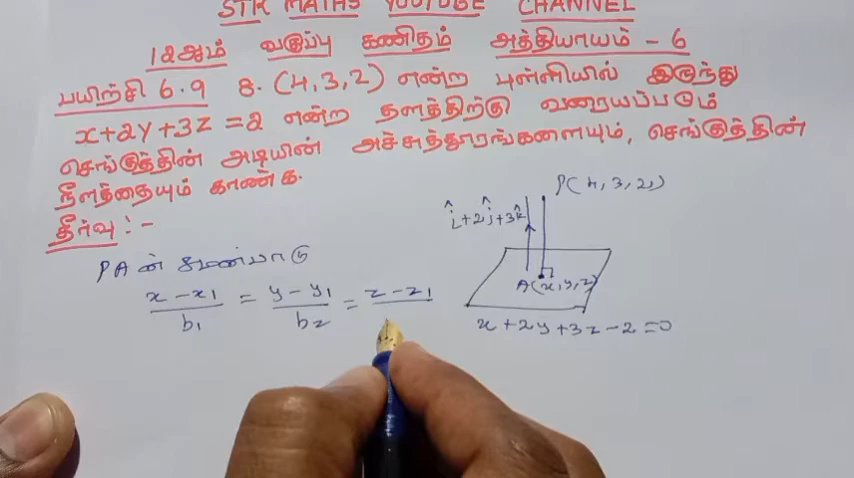 STR MATHS YOUTUBE CHANNEL
12ஆம் வகுப்பு கணிதம் அத்தியாயம் - 6
பயிற்சி 6.9 8. (4,3,2) என்ற புள்ளியில் இருந்து
x+2y+3z=2 என்ற தளத்திற்கு வரையப்படும்
செங்குத்தின் அடியின் அச்சுத்தூரங்களையும், செங்குத்தின்
நீளத்தையும் காண்க.
தீர்வு :-
P(4,3,2)
î+2ĵ+3k̂
A(x,y,z)
x+2y+3z-2=0
PA ன் சமன்பாடு
x-x₁/b₁ = y-y₁/b₂ = z-z₁